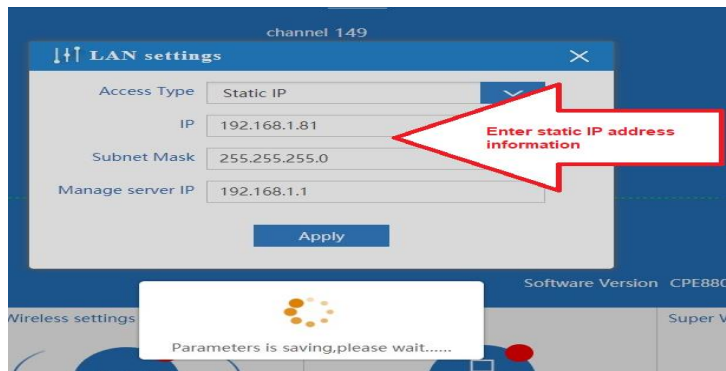 channel 149
LAN settings
Access Type Static IP
IP 192.168.1.81
Enter static IP address
information
Subnet Mask 255.255.255.0
Manage server IP 192.168.1.1
Apply
Software Version CPE880
Wireless settings
Super
Parameters is saving,please wait......